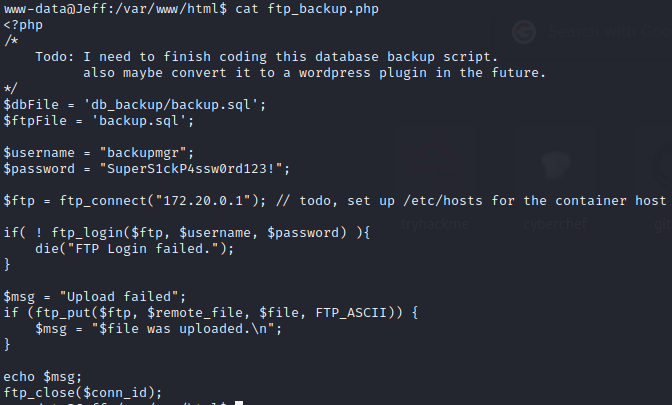 www-data@Jeff:/var/www/html$ cat ftp_backup.php
<?php
/*
    Todo: I need to finish coding this database backup script.
          also maybe convert it to a wordpress plugin in the future.
*/
$dbFile = 'db_backup/backup.sql';
$ftpFile = 'backup.sql';

$username = "backupmgr";
$password = "SuperS1ckP4ssw0rd123!";

$ftp = ftp_connect("172.20.0.1"); // todo, set up /etc/hosts for the container host

if( ! ftp_login($ftp, $username, $password) ){
    die("FTP Login failed.");
}

$msg = "Upload failed";
if (ftp_put($ftp, $remote_file, $file, FTP_ASCII)) {
    $msg = "$file was uploaded.\n";
}

echo $msg;
ftp_close($conn_id);
tryhackme
cyberchef